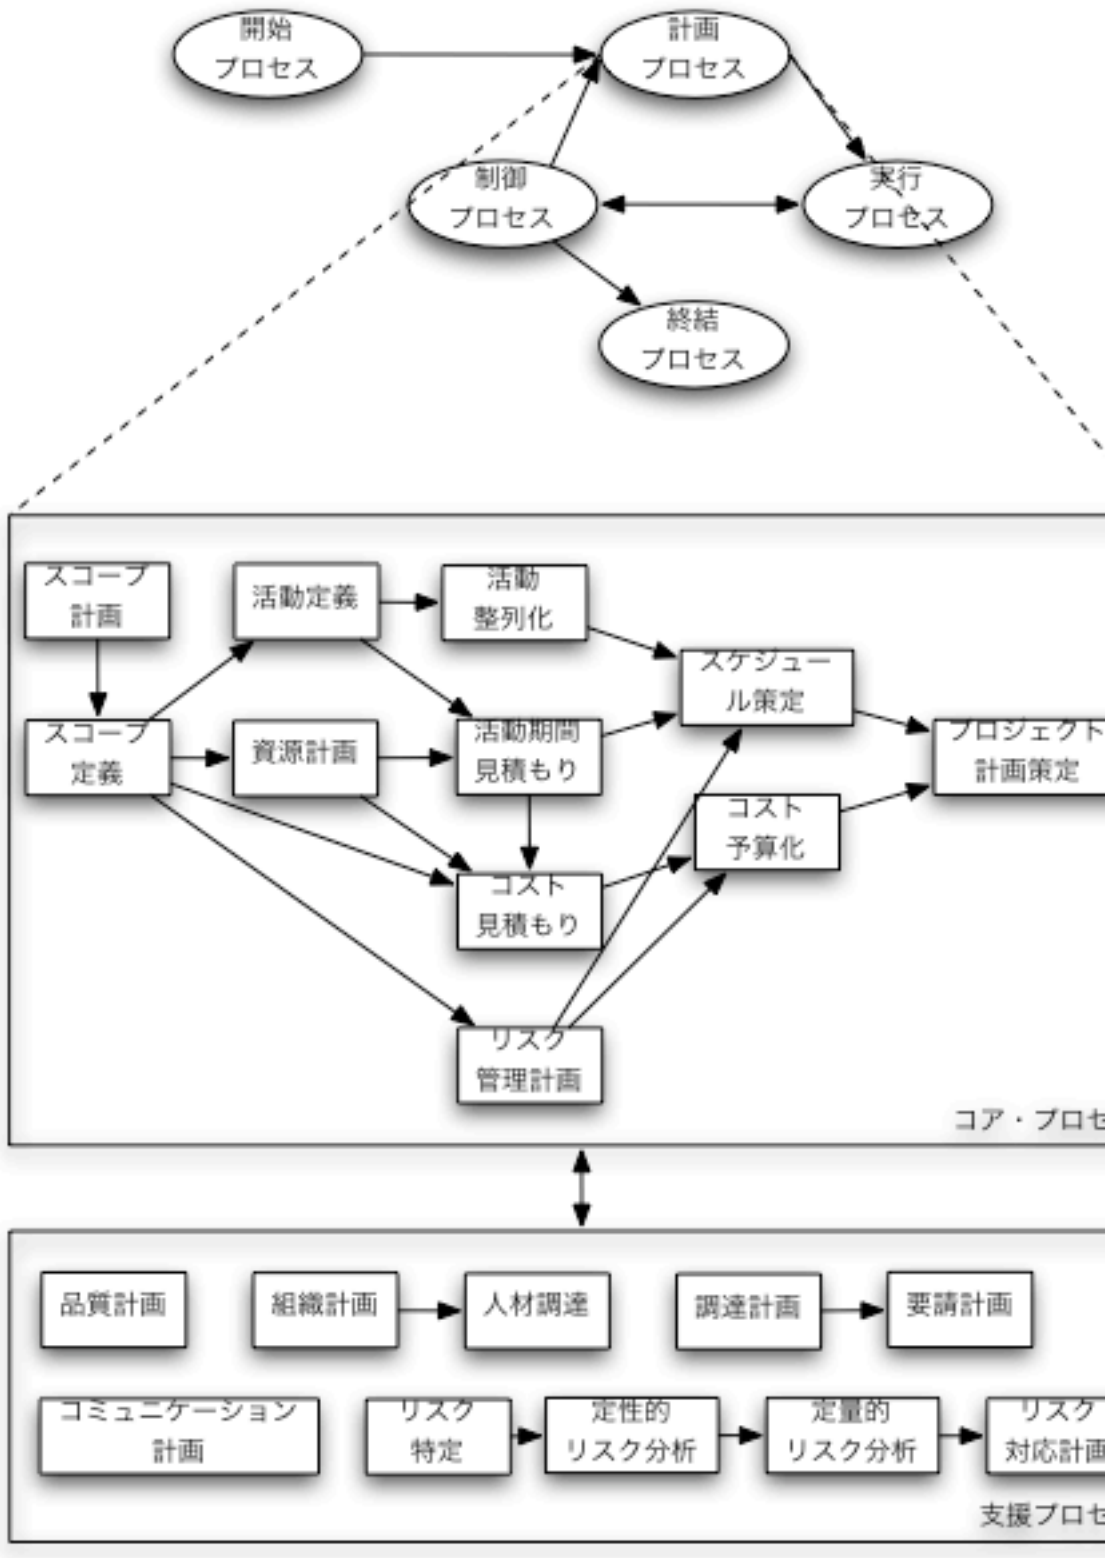 開始
プロセス
計画
プロセス
制御
プロセス
実行
プロセス
終結
プロセス
スコープ
計画
活動定義
活動
整列化
スケジュー
ル策定
スコープ
定義
資源計画
活動期間
見積もり
プロジェクト
計画策定
コスト
予算化
コスト
見積もり
リスク
管理計画
コア・プロセ
品質計画
組織計画
人材調達
調達計画
要請計画
コミュニケーション
計画
リスク
特定
定性的
リスク分析
定量的
リスク分析
リスク
対応計画
支援プロセ